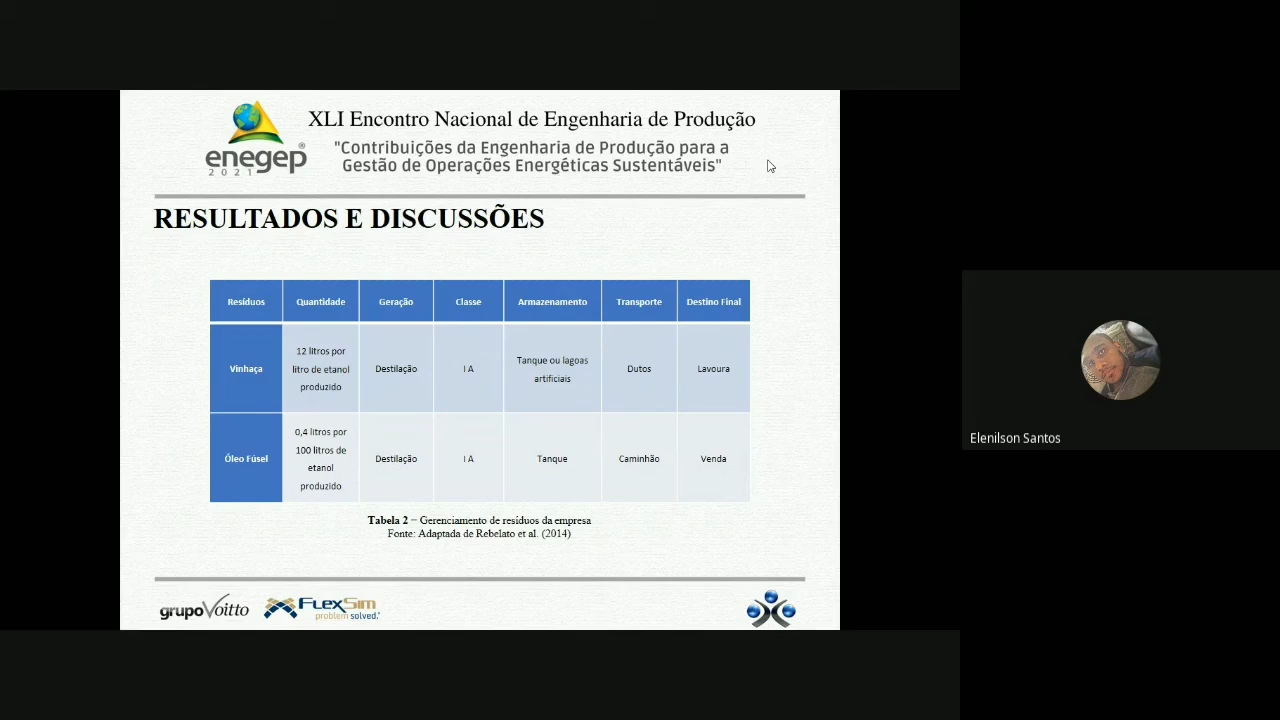 XLI Encontro Nacional de Engenharia de Produção
"Contribuições da Engenharia de Produção para a
Gestão de Operações Energéticas Sustentáveis"
enegep®
2021
RESULTADOS E DISCUSSÕES
Resíduos Quantidade Geração Classe Armazenamento Transporte Destino Final
Vinhaça
12 litros por
litro de etanol
produzido
Destilação
I A
Tanque ou lagoas
artificiais
Dutos
Lavoura
Óleo Fúsel
0,4 litros por
100 litros de
etanol
produzido
Destilação
I A
Tanque
Caminhão
Venda
Tabela 2 – Gerenciamento de resíduos da empresa
Fonte: Adaptada de Rebelato et al. (2014)
grupoVoitto
FLEXSIM
problem solved.
Elenilson Santos